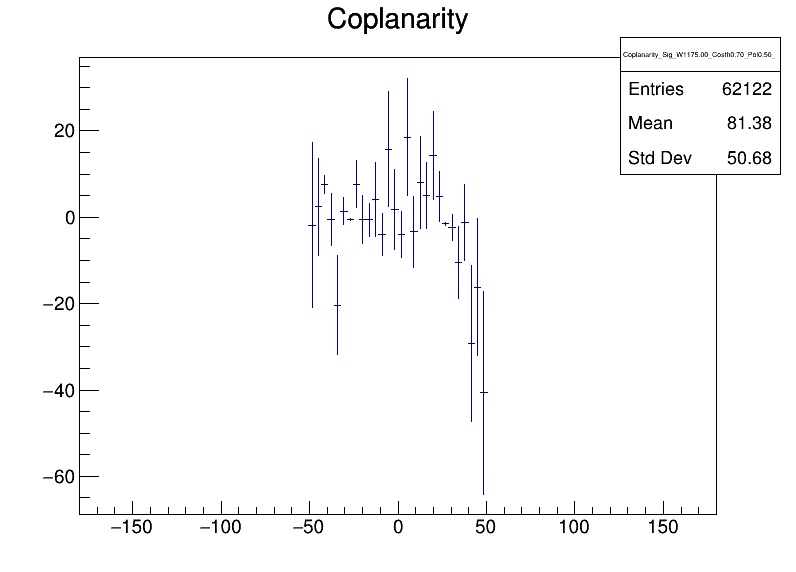 Coplanarity
Coplanarity_Sig_W1175.00_Costh0.70_Pol0.50_
Entries 62122
Mean 81.38
Std Dev 50.68
20
0
−20
−40
−60
−150 −100 −50 0 50 100 150